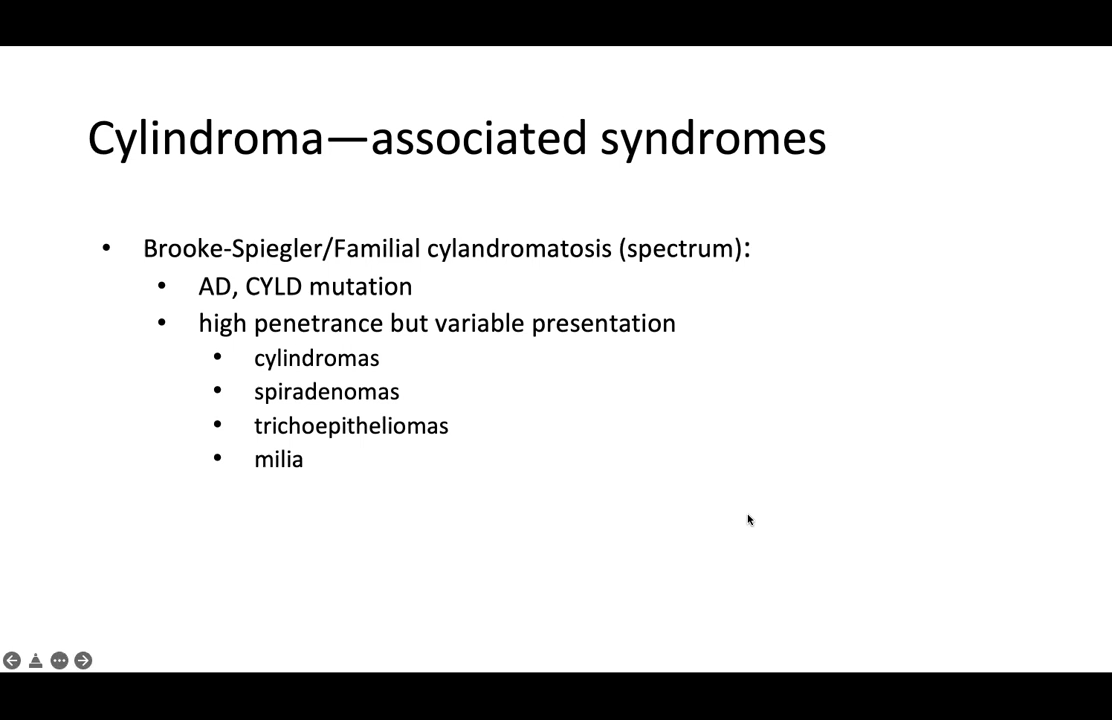 Cylindroma—associated syndromes
• Brooke-Spiegler/Familial cylandromatosis (spectrum):
• AD, CYLD mutation
• high penetrance but variable presentation
• cylindromas
• spiradenomas
• trichoepitheliomas
• milia